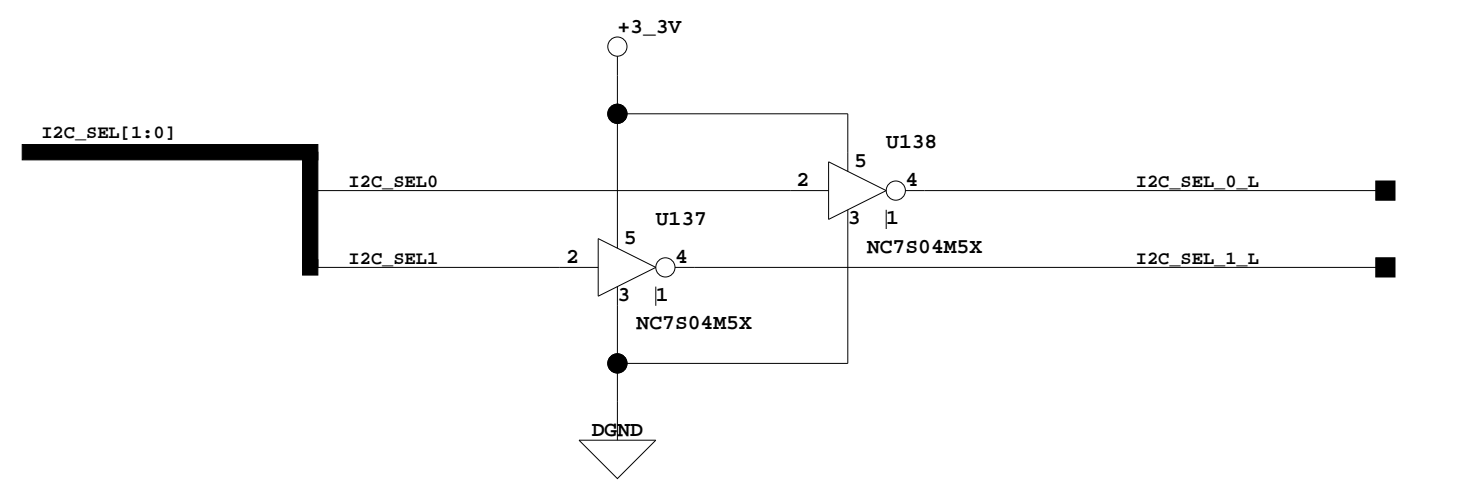 +3_3V
I2C_SEL[1:0]
U138
5
I2C_SEL0
2
4
I2C_SEL_0_L
U137
3
1
5
NC7S04M5X
I2C_SEL1
2
4
I2C_SEL_1_L
3
1
NC7S04M5X
DGND